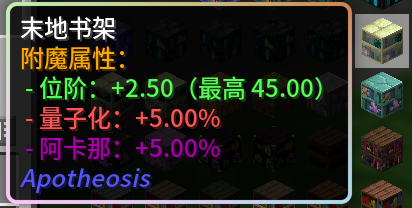 末地书架
附魔属性：
- 位阶：+2.50（最高 45.00）
- 量子化：+5.00%
- 阿卡那：+5.00%
Apotheosis